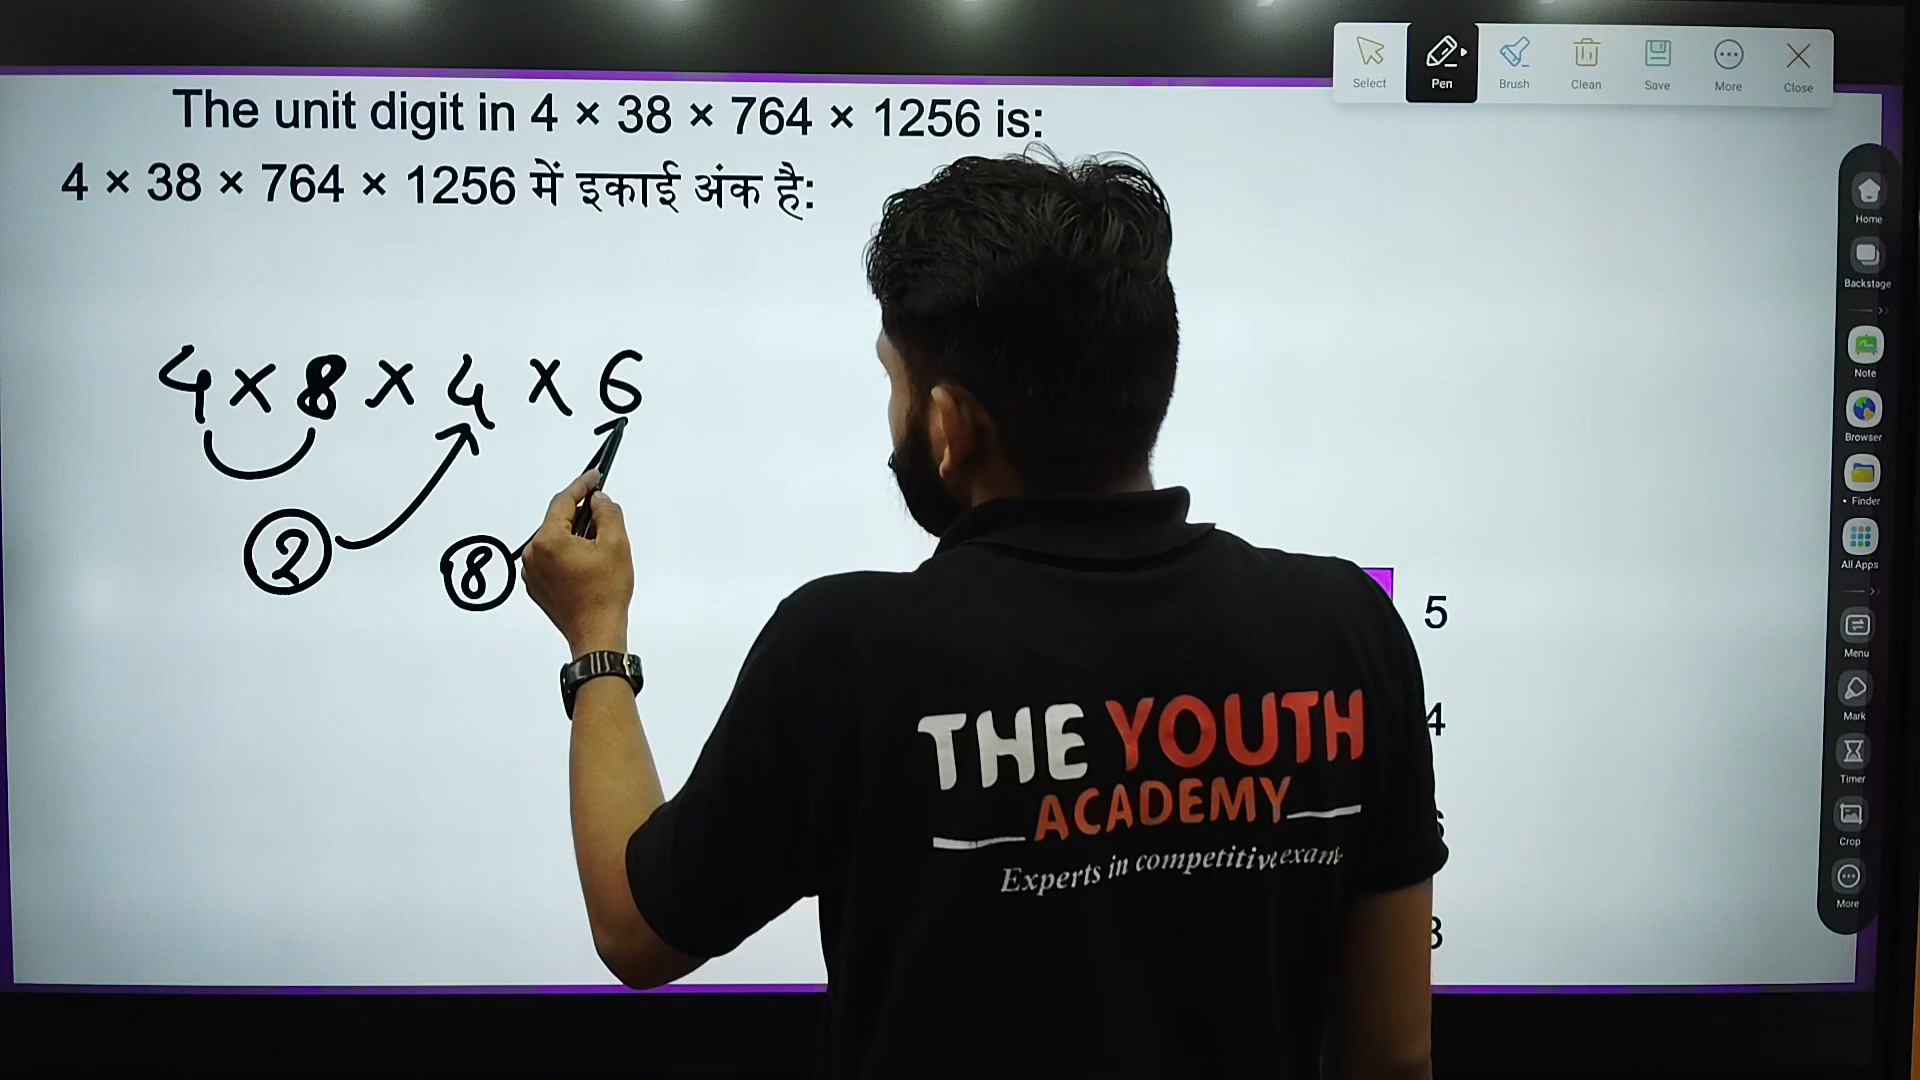 The unit digit in 4 × 38 × 764 × 1256 is:
4 × 38 × 764 × 1256 में इकाई अंक है:
4 × 8 × 4 × 6
2
8
5
4
THE YOUTH
ACADEMY
Experts in competitive exam
Select
Pen
Brush
Clean
Save
More
Close
Home
Backstage
Note
Browser
Finder
All Apps
Menu
Mark
Timer
Crop
More